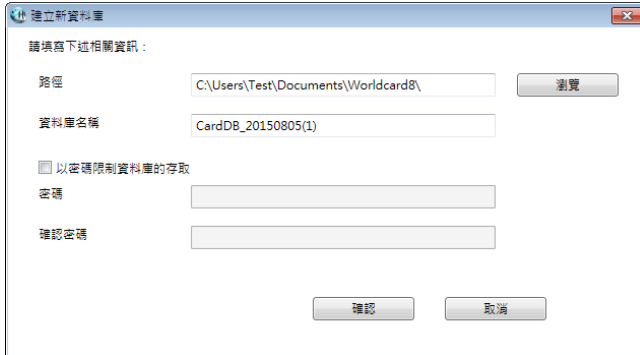 建立新資料庫
請填寫下述相關資訊：
路徑 C:\Users\Test\Documents\Worldcard8\ 瀏覽
資料庫名稱 CardDB_20150805(1)
以密碼限制資料庫的存取
密碼
確認密碼
確認 取消